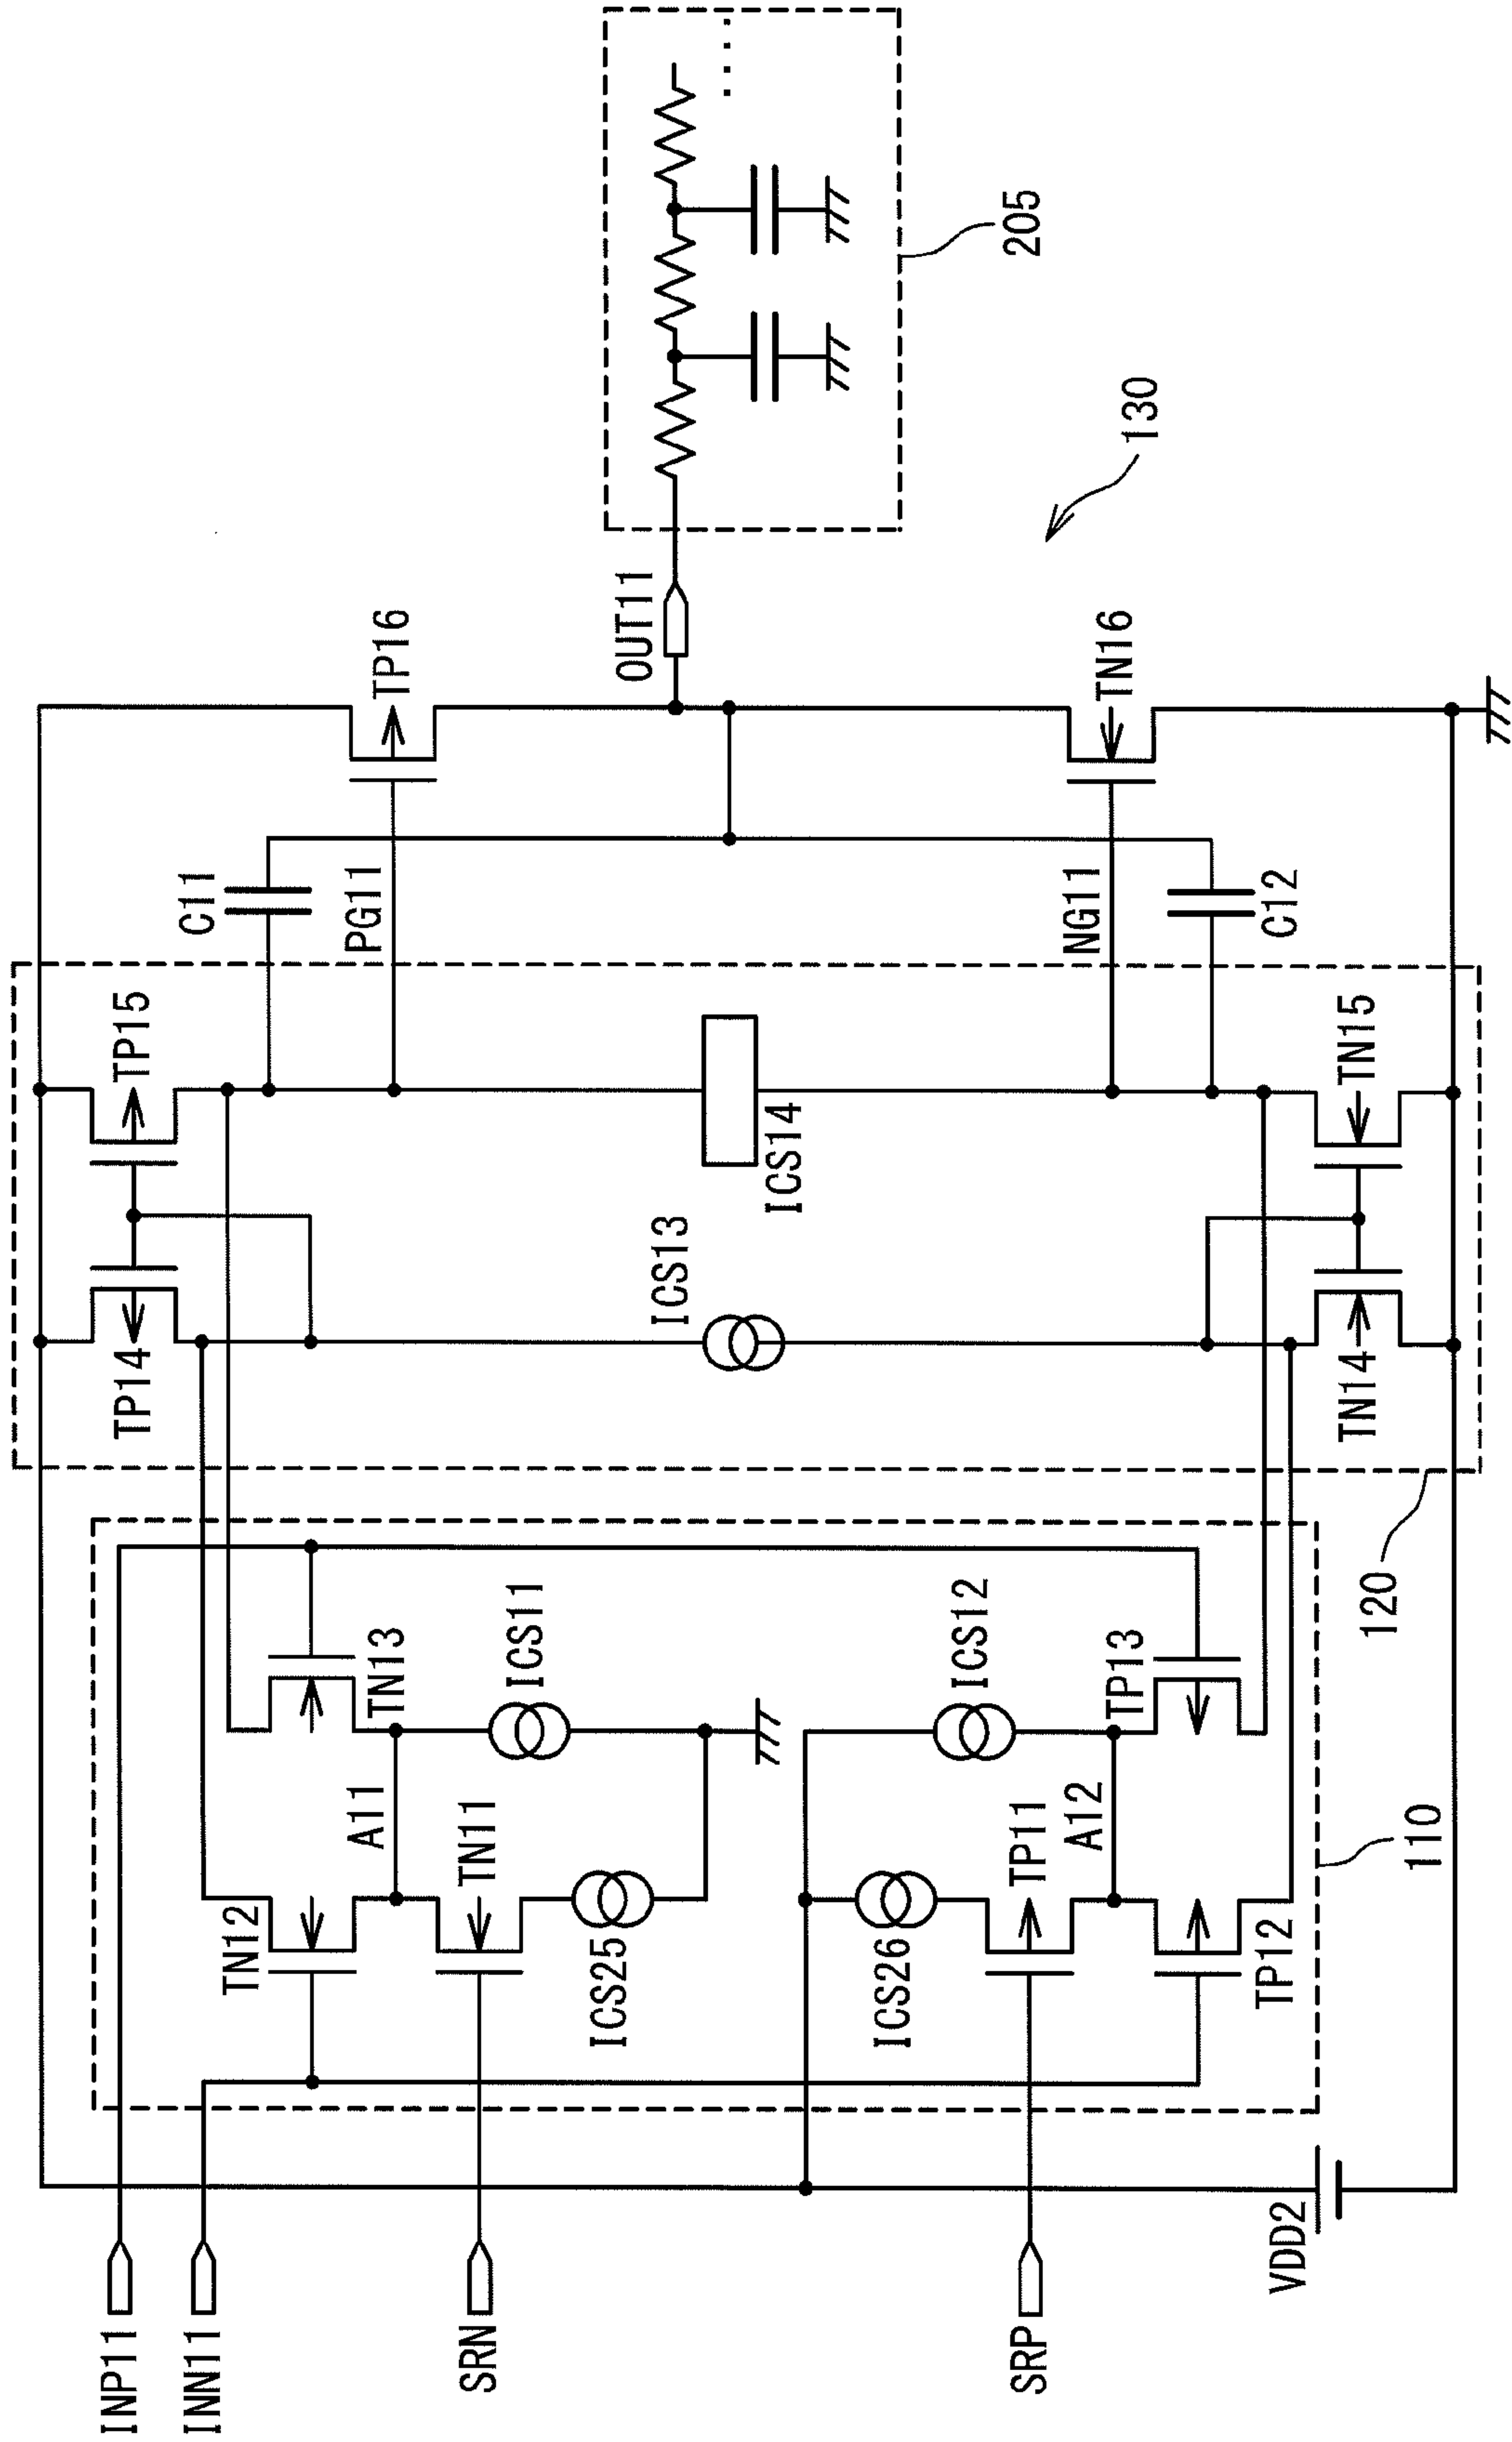 INP11
INN11
SRN
SRP
VDD2
TN12
TN11
ICS25
ICS26
TP11
TP12
A11
A12
TN13
ICS11
ICS12
TP13
110
120
TP14
TP15
ICS13
ICS14
TN14
TN15
C11
PG11
NG11
C12
TP16
OUT11
TN16
130
205